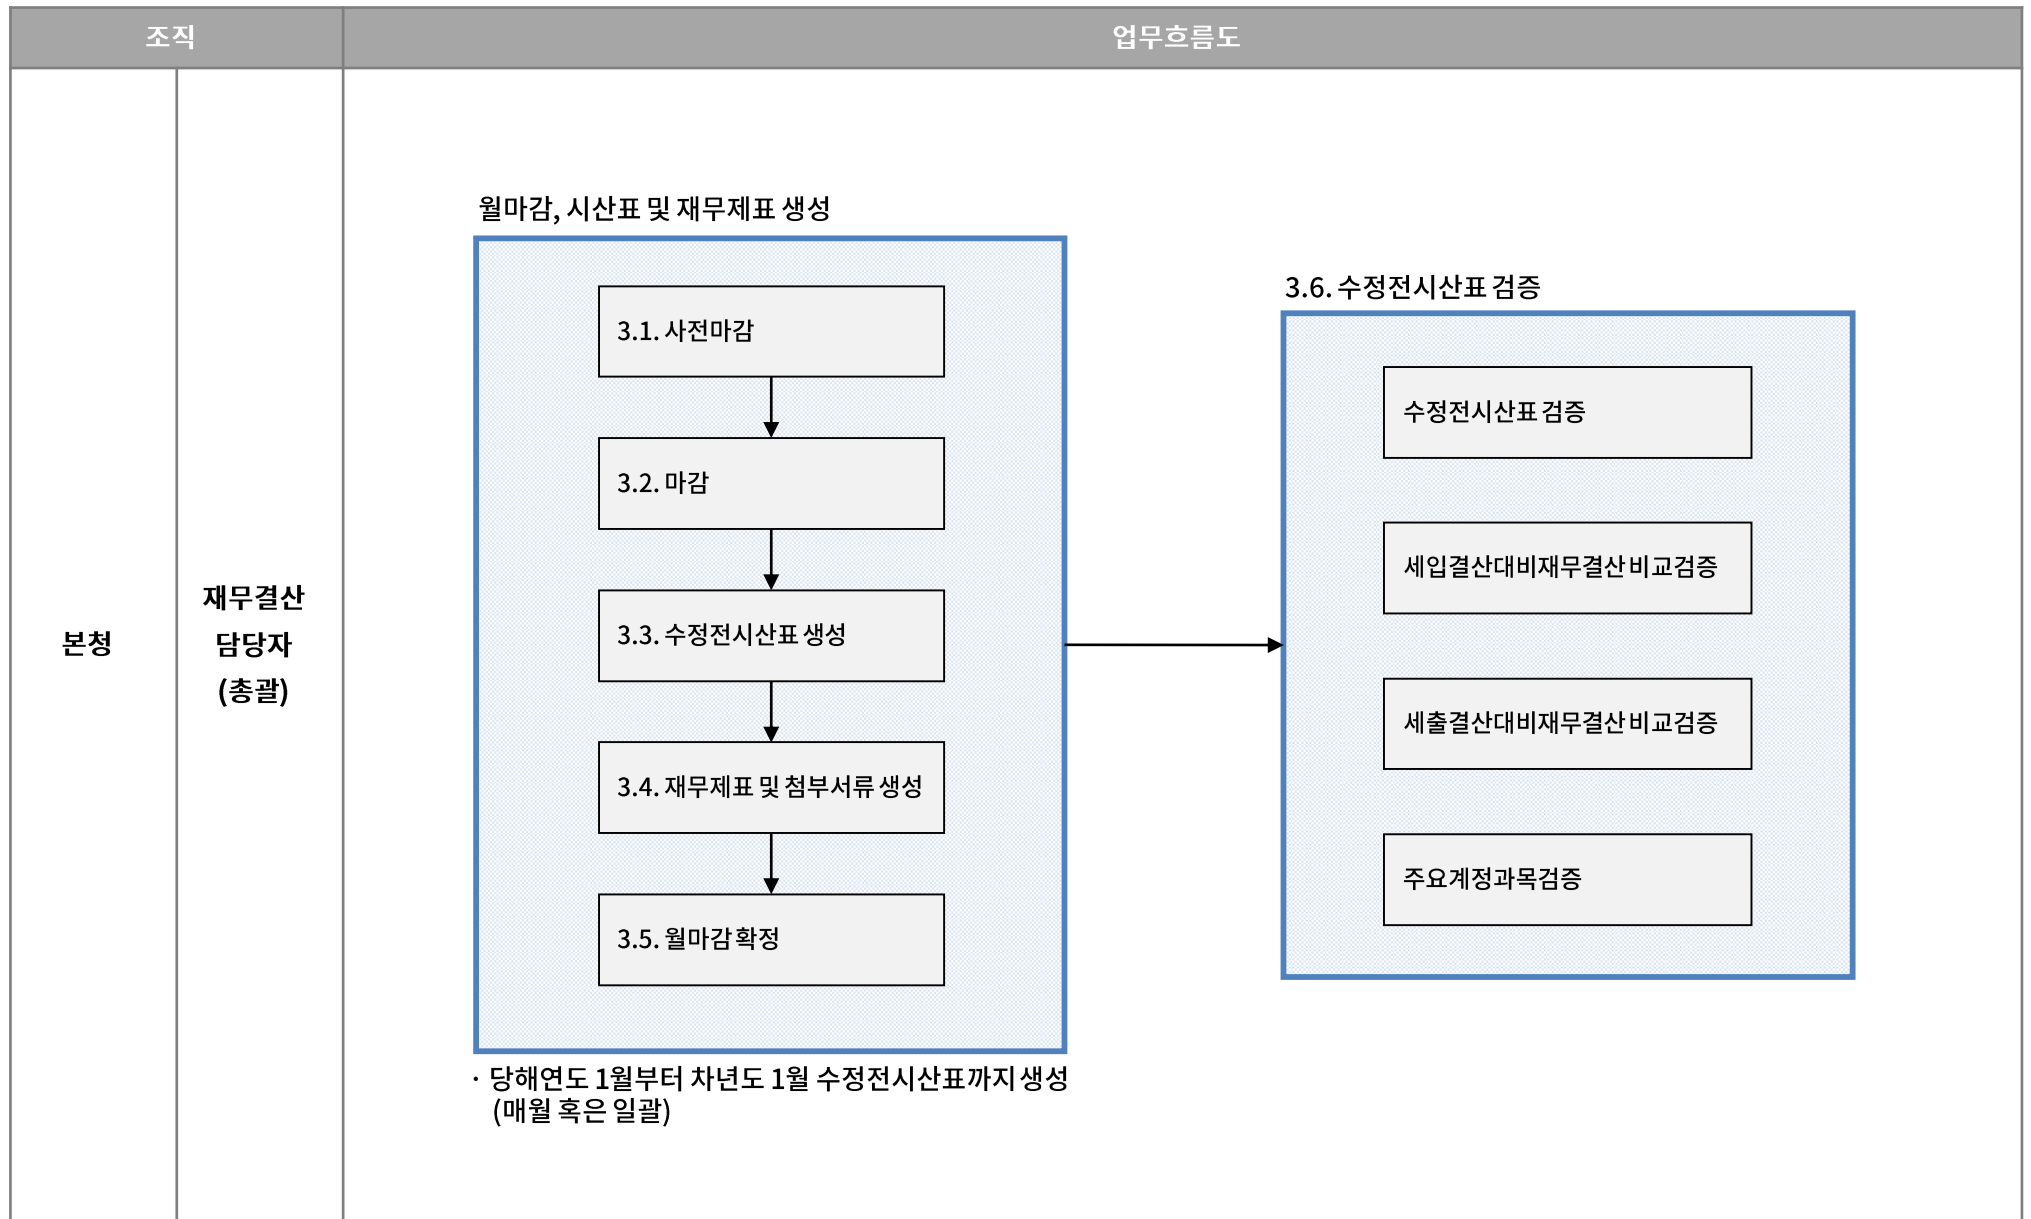 조직
업무흐름도
본청
재무결산
담당자
(총괄)
월마감, 시산표 및 재무제표 생성
3.1. 사전마감
3.2. 마감
3.3. 수정전시산표 생성
3.4. 재무제표 및 첨부서류 생성
3.5. 월마감 확정
· 당해연도 1월부터 차년도 1월 수정전시산표까지 생성
(매월 혹은 일괄)
3.6. 수정전시산표 검증
수정전시산표 검증
세입결산대비재무결산 비교검증
세출결산대비재무결산 비교검증
주요계정과목검증